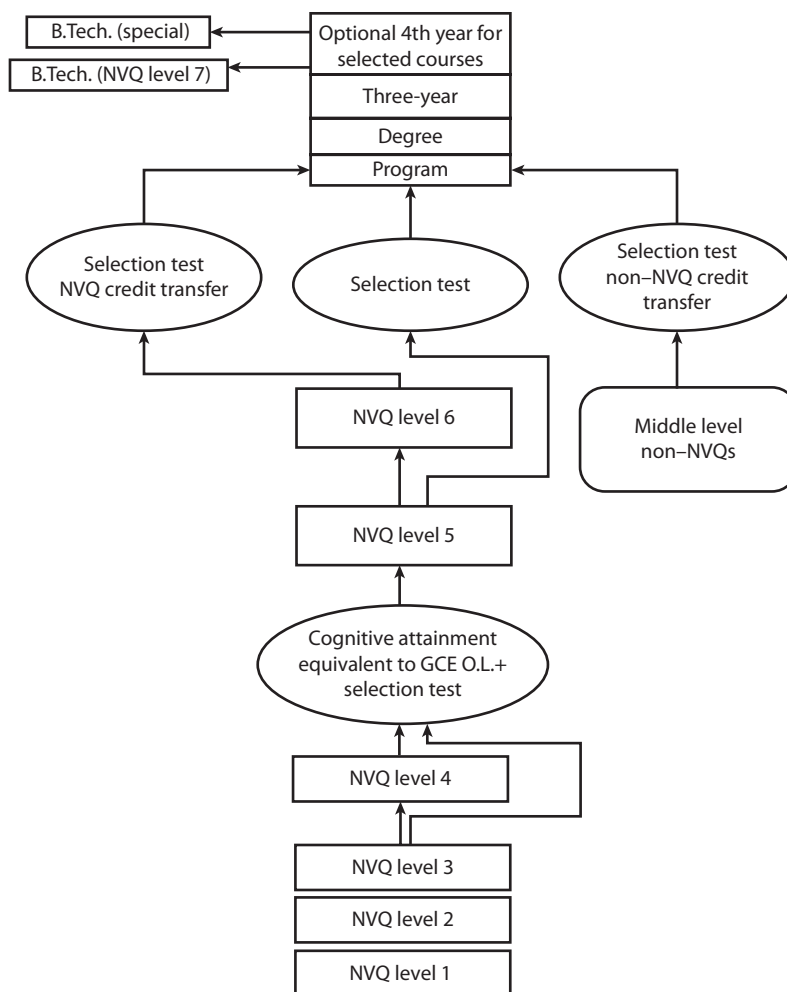 B.Tech. (special)
Optional 4th year for
selected courses
B.Tech. (NVQ level 7)
Three-year
Degree
Program
Selection test
NVQ credit transfer
Selection test
Selection test
non–NVQ credit
transfer
NVQ level 6
Middle level
non–NVQs
NVQ level 5
Cognitive attainment
equivalent to GCE O.L.+
selection test
NVQ level 4
NVQ level 3
NVQ level 2
NVQ level 1